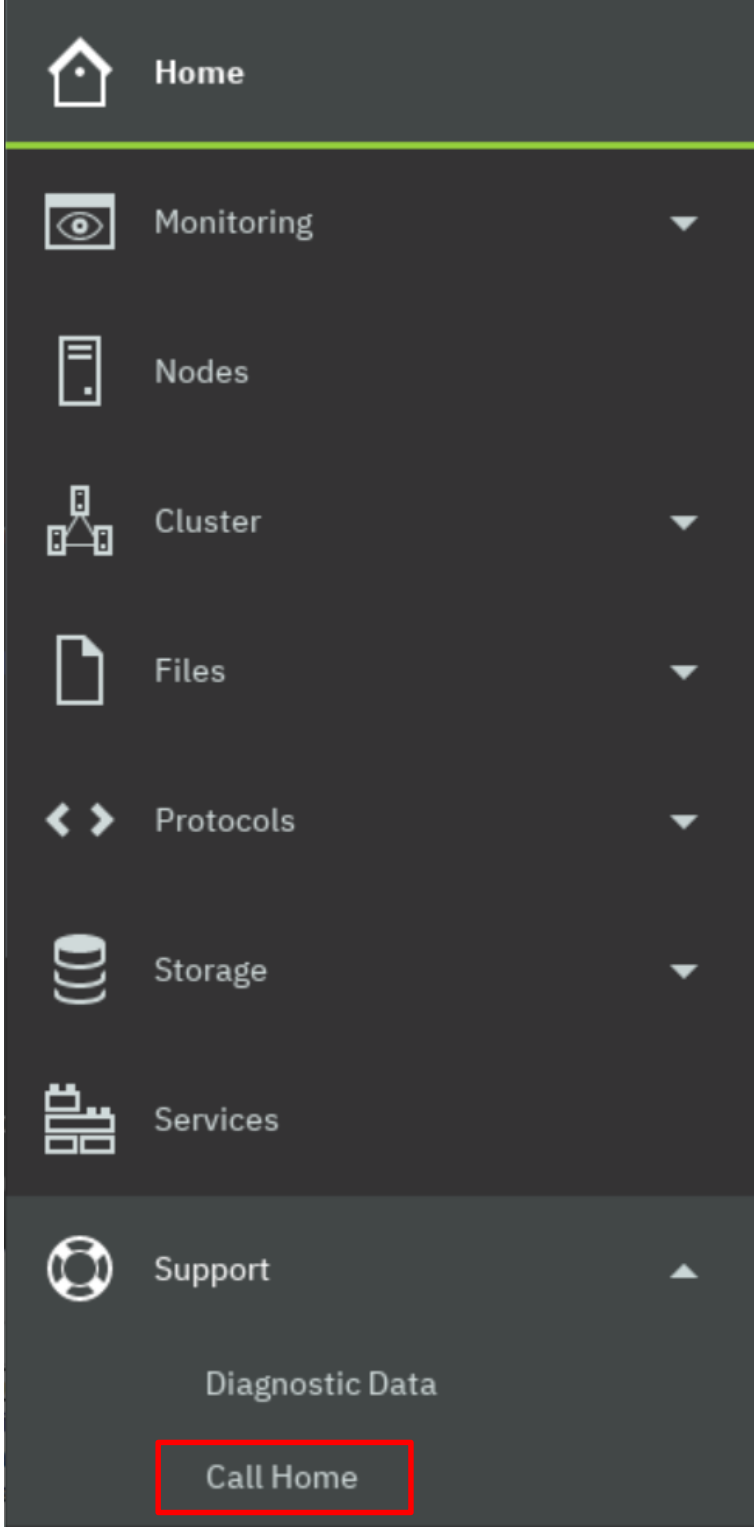 Home
Monitoring
Nodes
Cluster
Files
Protocols
Storage
Services
Support
Diagnostic Data
Call Home